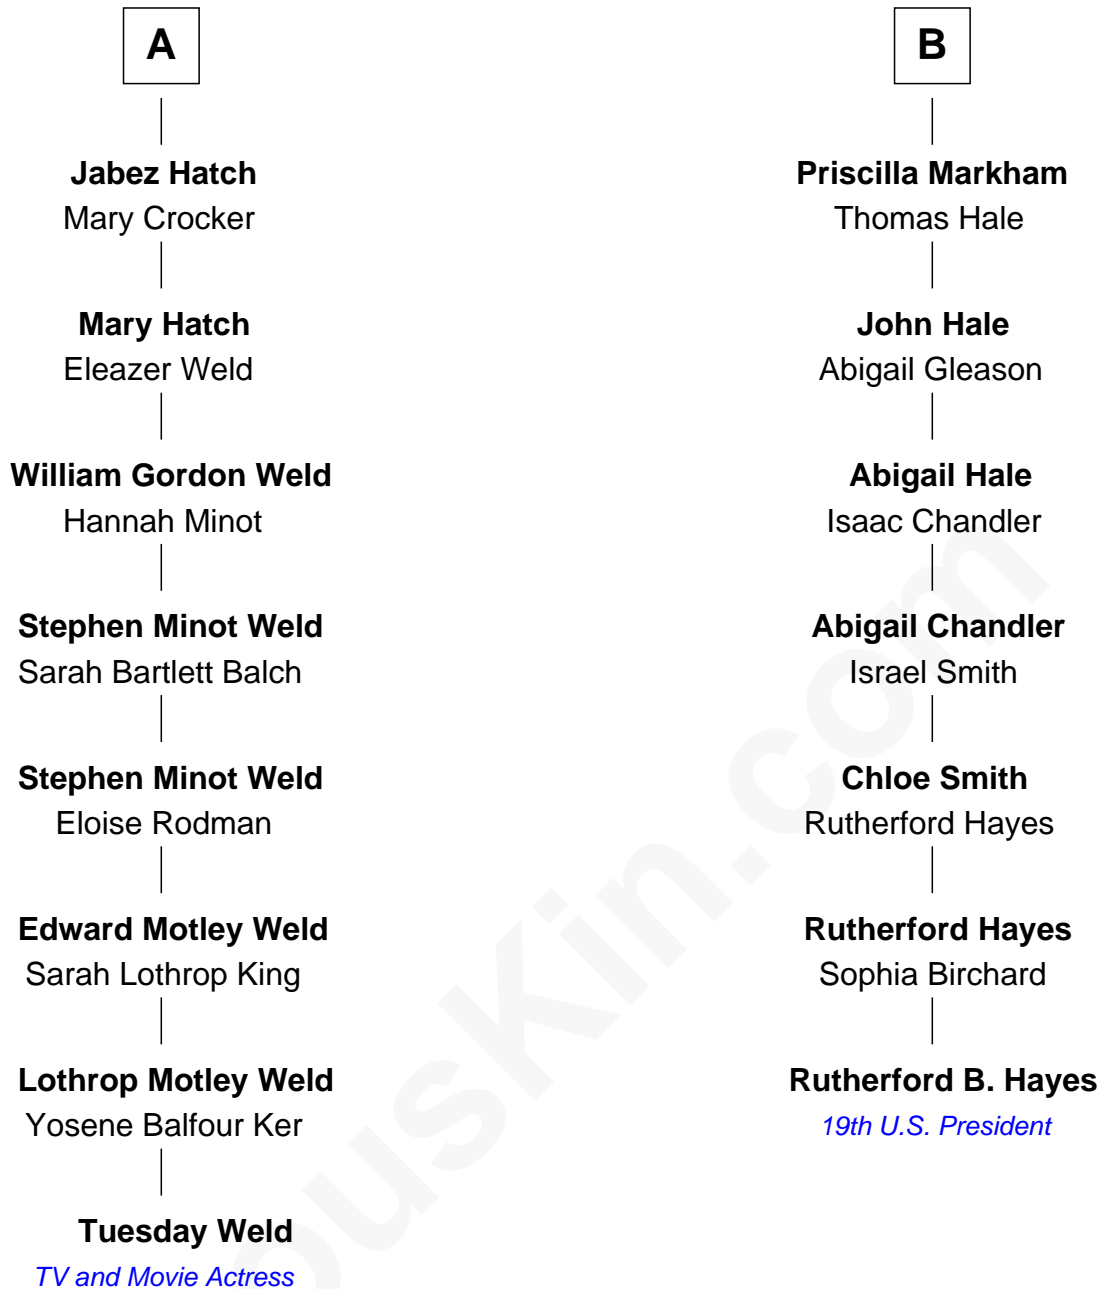 A
Jabez Hatch
Mary Crocker
Mary Hatch
Eleazer Weld
William Gordon Weld
Hannah Minot
Stephen Minot Weld
Sarah Bartlett Balch
Stephen Minot Weld
Eloise Rodman
Edward Motley Weld
Sarah Lothrop King
Lothrop Motley Weld
Yosene Balfour Ker
Tuesday Weld
TV and Movie Actress
B
Priscilla Markham
Thomas Hale
John Hale
Abigail Gleason
Abigail Hale
Isaac Chandler
Abigail Chandler
Israel Smith
Chloe Smith
Rutherford Hayes
Rutherford Hayes
Sophia Birchard
Rutherford B. Hayes
19th U.S. President
ousKin.com